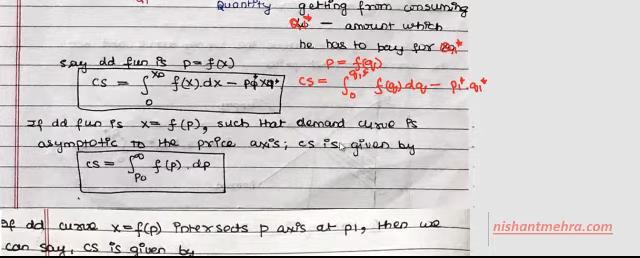 Quantity getting from consuming
q₁* – amount which
he has to pay for q₁*
say dd fun is p = f(x)
p = f(q)
CS = ∫₀^x₀ f(x).dx –
CS = ∫₀^q₁* f(q) dq – p₁*.q₁*
If dd fun is x = f(p), such that demand curve is
asymptotic to the price axis; CS is given by
CS = ∫_p₀^∞ f(p).dp
If dd curve x = f(p) intersects p axis at p₁, then we
can say, CS is given by
nishantmehra.com